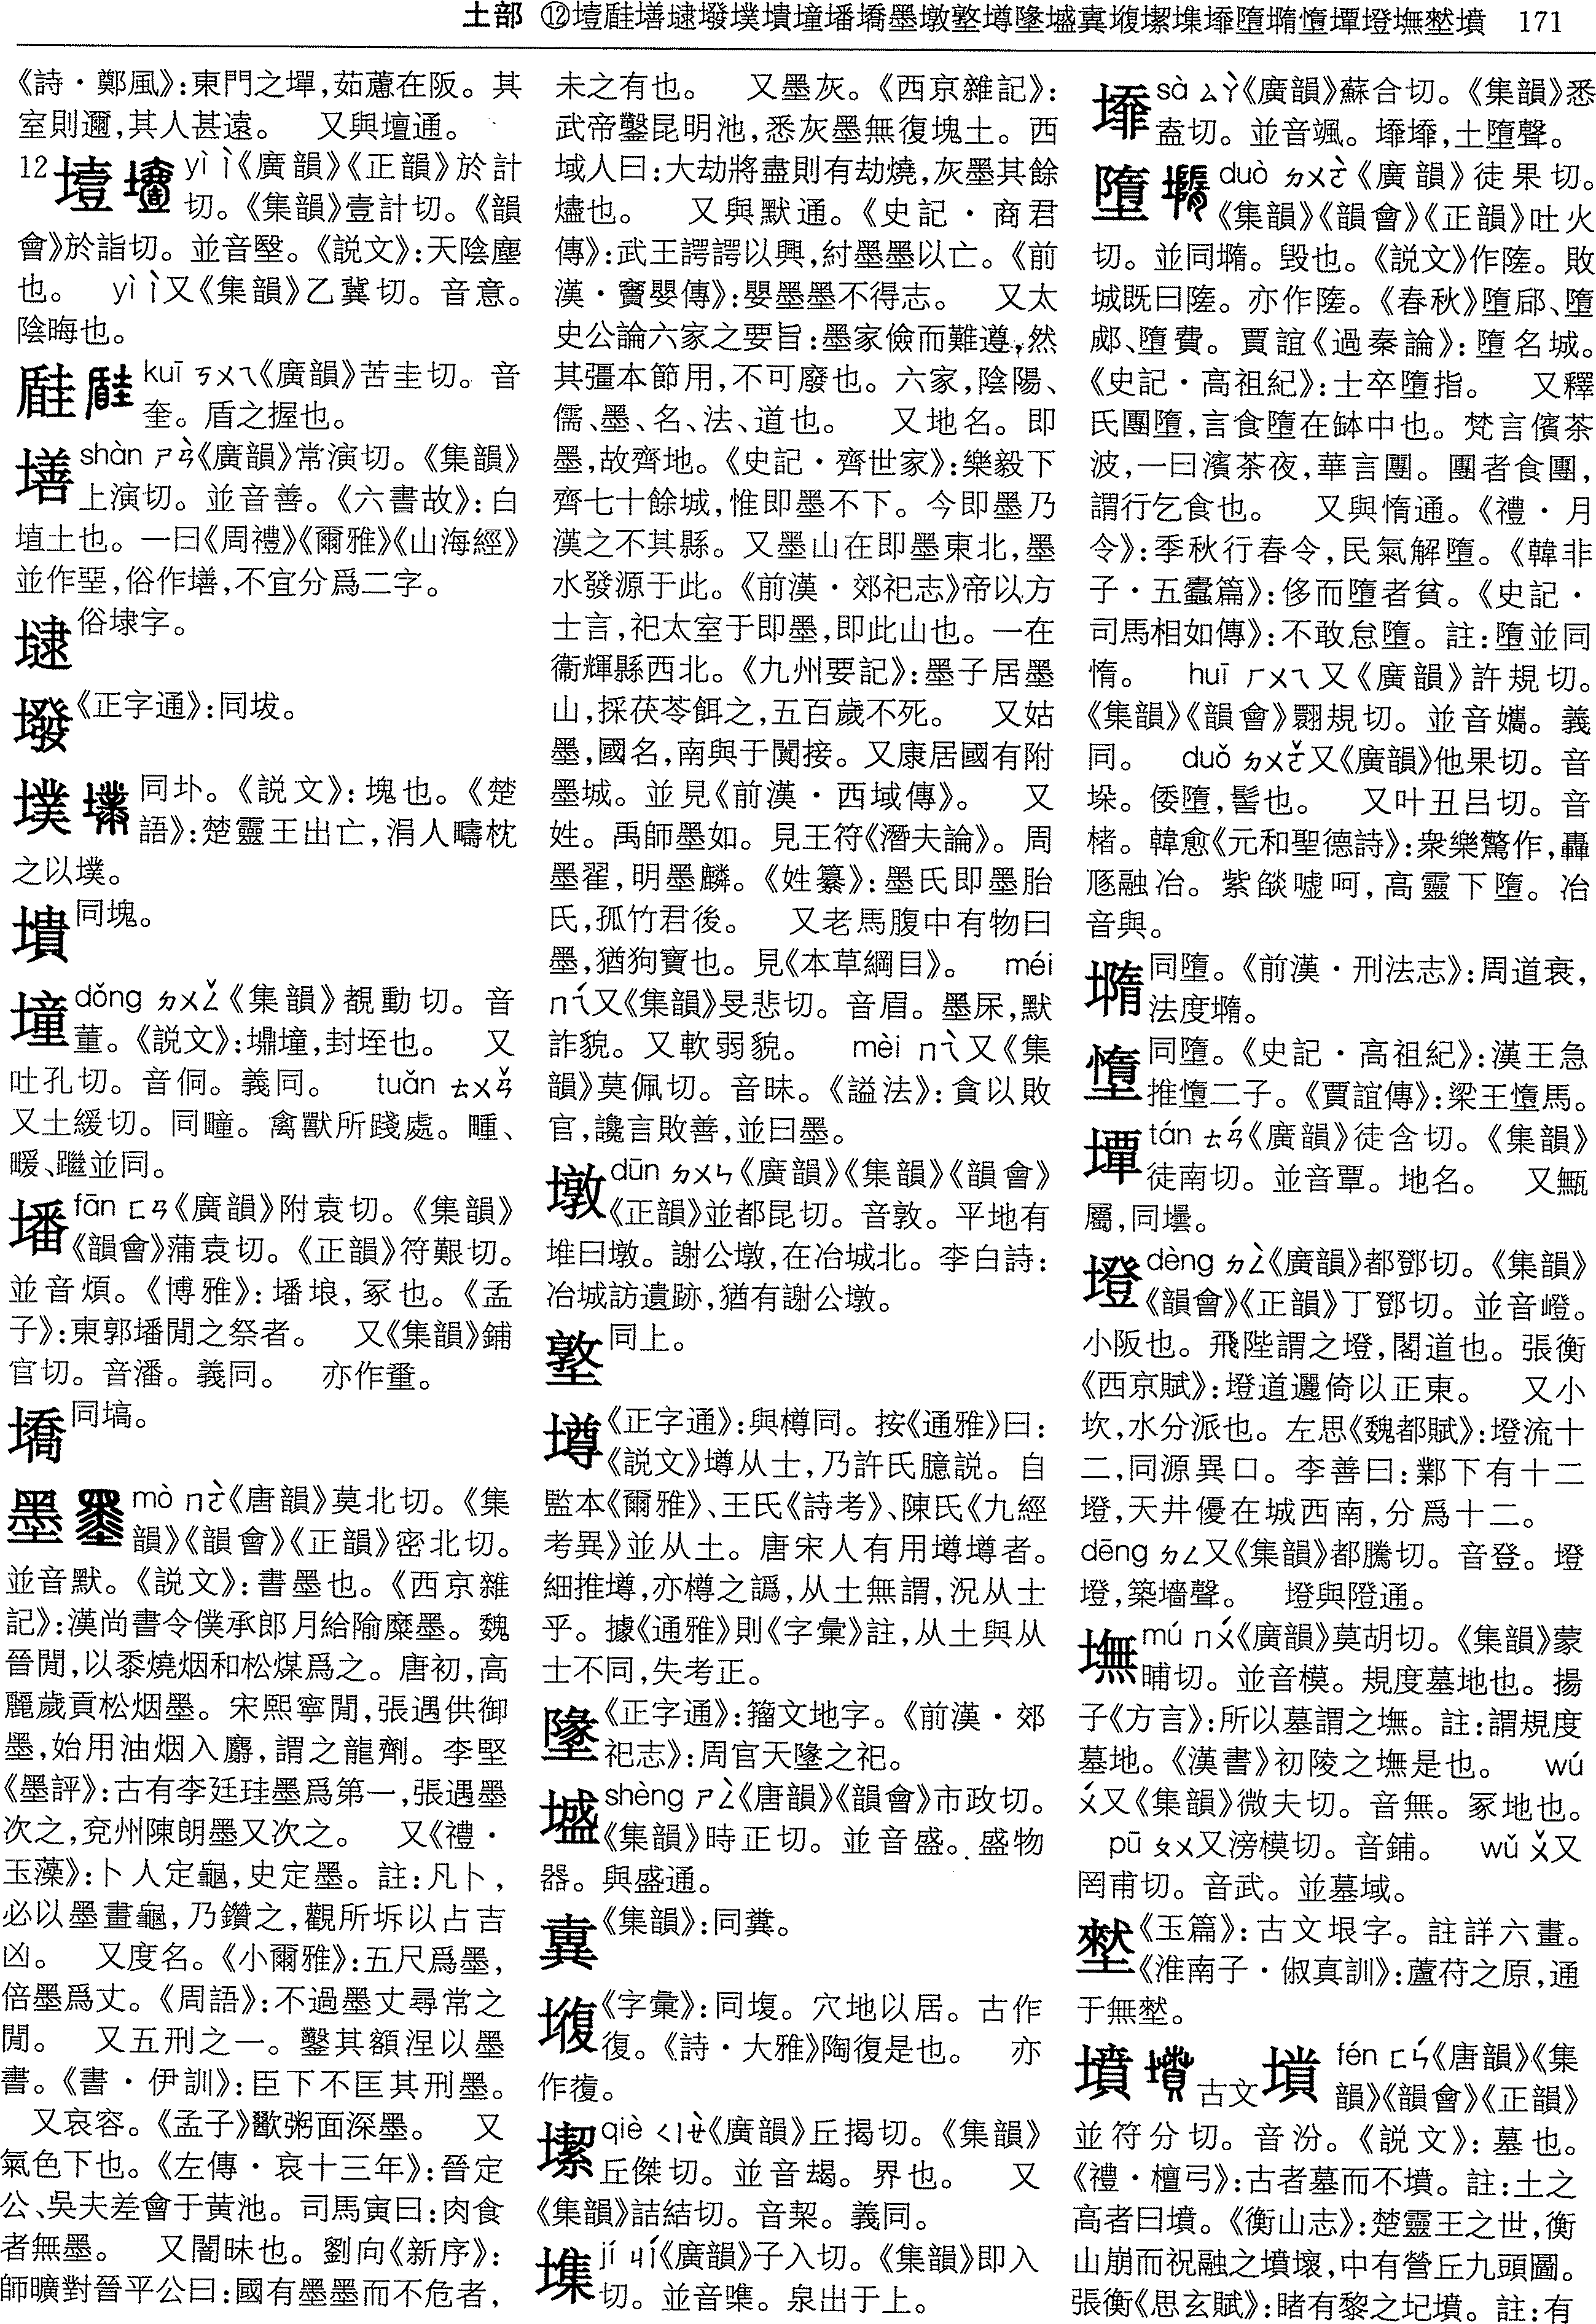 土部 ⑫墤㙓墡埭墢墣墤墥墦墧墨墩墪墫墬墭墴墳墴墶墷墮墯墯墰墱墲墳墳 171
《詩·鄭風》:東門之墠,茹藘在阪。其
室則邇,其人甚遠。 又與壇通。
12 yì ㄧˋ《廣韻》《正韻》於計
切。《集韻》壹計切。《韻
會》於詣切。並音翳。《説文》:天陰塵
也。 yì ㄧˋ又《集韻》乙冀切。音意。
陰晦也。
kuī ㄎㄨㄟ《廣韻》苦圭切。音
奎。盾之握也。
墡 shàn ㄕㄢˋ《廣韻》常演切。《集韻》
上演切。並音善。《六書故》:白
埴土也。一曰《周禮》《爾雅》《山海經》
並作堊,俗作墡,不宜分爲二字。
俗埭字。
墢 《正字通》:同坺。
墣 同圤。《説文》:塊也。《楚
語》:楚靈王出亡,涓人疇枕
之以墣。
墤 同塊。
墥 dǒng ㄉㄨㄥˇ《集韻》覩動切。音
董。《説文》:墥,封垤也。 又
吐孔切。音侗。義同。 tuǎn ㄊㄨㄢˇ
又土緩切。同疃。禽獸所踐處。畽、
暖、躖並同。
墦 fān ㄈㄢ《廣韻》附袁切。《集韻》
《韻會》蒲袁切。《正韻》符艱切。
並音煩。《博雅》:墦埌,冢也。《孟
子》:東郭墦閒之祭者。 又《集韻》鋪
官切。音潘。義同。 亦作𡑂。
墧 同塙。
墨 mò ㄇㄛˋ《唐韻》莫北切。《集
韻》《韻會》《正韻》密北切。
並音默。《説文》:書墨也。《西京雜
記》:漢尚書令僕承郎月給隃糜墨。魏
晉閒,以黍燒烟和松煤爲之。唐初,高
麗歲貢松烟墨。宋熙寧閒,張遇供御
墨,始用油烟入麝,謂之龍劑。李堅
《墨評》:古有李廷珪墨爲第一,張遇墨
次之,兗州陳朗墨又次之。 又《禮·
玉藻》:卜人定龜,史定墨。註:凡卜,
必以墨畫龜,乃鑽之,觀所坼以占吉
凶。 又度名。《小爾雅》:五尺爲墨,
倍墨爲丈。《周語》:不過墨丈尋常之
閒。 又五刑之一。鑿其額涅以墨
書。《書·伊訓》:臣下不匡其刑墨。
又哀容。《孟子》歠粥面深墨。 又
氣色下也。《左傳·哀十三年》:晉定
公、吳夫差會于黄池。司馬寅曰:肉食
者無墨。 又闇昧也。劉向《新序》:
師曠對晉平公曰:國有墨墨而不危者,
未之有也。 又墨灰。《西京雜記》:
武帝鑿昆明池,悉灰墨無復塊土。西
域人曰:大劫將盡則有劫燒,灰墨其餘
燼也。 又與默通。《史記·商君
傳》:武王諤諤以興,紂墨墨以亡。《前
漢·竇嬰傳》:嬰墨墨不得志。 又太
史公論六家之要旨:墨家儉而難遵,然
其彊本節用,不可廢也。六家,陰陽、
儒、墨、名、法、道也。 又地名。即
墨,故齊地。《史記·齊世家》:樂毅下
齊七十餘城,惟即墨不下。今即墨乃
漢之不其縣。又墨山在即墨東北,墨
水發源于此。《前漢·郊祀志》帝以方
士言,祀太室于即墨,即此山也。一在
衞輝縣西北。《九州要記》:墨子居墨
山,採茯苓餌之,五百歲不死。 又姑
墨,國名,南與于闐接。又康居國有附
墨城。並見《前漢·西域傳》。 又
姓。禹師墨如。見王符《潛夫論》。周
墨翟,明墨麟。《姓纂》:墨氏即墨胎
氏,孤竹君後。 又老馬腹中有物曰
墨,猶狗寶也。見《本草綱目》。 méi
ㄇㄟˊ又《集韻》旻悲切。音眉。墨尿,默
詐貌。又軟弱貌。 mèi ㄇㄟˋ又《集
韻》莫佩切。音昧。《謚法》:貪以敗
官,讒言敗善,並曰墨。
墩 dūn ㄉㄨㄣ《廣韻》《集韻》《韻會》
《正韻》並都昆切。音敦。平地有
堆曰墩。謝公墩,在冶城北。李白詩:
冶城訪遺跡,猶有謝公墩。
墪 同上。
墫 《正字通》:與樽同。按《通雅》曰:
《説文》墫从士,乃許氏臆説。自
監本《爾雅》、王氏《詩考》、陳氏《九經
考異》並从土。唐宋人有用墫墫者。
細推墫,亦樽之譌,从土無謂,況从士
乎。據《通雅》則《字彙》註,从土與从
士不同,失考正。
墬 《正字通》:籀文地字。《前漢·郊
祀志》:周官天墬之祀。
墭 shèng ㄕㄥˋ《唐韻》《韻會》市政切。
《集韻》時正切。並音盛。盛物
器。與盛通。
《集韻》:同糞。
《字彙》:同㙏。穴地以居。古作
復。《詩·大雅》陶復是也。 亦
作𥨍。
qiè ㄑㄧㄝˋ《廣韻》丘揭切。《集韻》
丘傑切。並音朅。界也。 又
《集韻》詰結切。音契。義同。
jí ㄐㄧˊ《廣韻》子入切。《集韻》即入
切。並音噍。泉出于上。
sà ㄙㄚˋ《廣韻》蘇合切。《集韻》悉
盍切。並音颯。土墮聲。
墮 duò ㄉㄨㄛˋ《廣韻》徒果切。
《集韻》《韻會》《正韻》吐火
切。並同墯。毀也。《説文》作隓。敗
城既曰隓。亦作隓。《春秋》墮郈、墮
郕、墮費。賈誼《過秦論》:墮名城。
《史記·高祖紀》:士卒墮指。 又釋
氏團墮,言食墮在缽中也。梵言儐茶
波,一曰濱茶夜,華言團。團者食團,
謂行乞食也。 又與惰通。《禮·月
令》:季秋行春令,民氣解墮。《韓非
子·五蠹篇》:侈而墮者貧。《史記·
司馬相如傳》:不敢怠墮。註:墮並同
惰。 huī ㄏㄨㄟ又《廣韻》許規切。
《集韻》《韻會》翾規切。並音孈。義
同。 duǒ ㄉㄨㄛˇ又《廣韻》他果切。音
垛。倭墮,髻也。 又叶丑吕切。音
楮。韓愈《元和聖德詩》:衆樂驚作,轟
豗融冶。紫燄噓呵,高靈下墮。冶
音與。
墯 同墮。《前漢·刑法志》:周道衰,
法度墯。
同墮。《史記·高祖紀》:漢王急
推二子。《賈誼傳》:梁王馬。
墰 tán ㄊㄢˊ《廣韻》徒含切。《集韻》
徒南切。並音覃。地名。 又甒
屬,同壜。
墱 dèng ㄉㄥˋ《廣韻》都鄧切。《集韻》
《韻會》《正韻》丁鄧切。並音嶝。
小阪也。飛陛謂之墱,閣道也。張衡
《西京賦》:墱道邐倚以正東。 又小
坎,水分派也。左思《魏都賦》:墱流十
二,同源異口。李善曰:鄴下有十二
墱,天井優在城西南,分爲十二。
dēng ㄉㄥ又《集韻》都騰切。音登。墱
墱,築墻聲。 墱與隥通。
墲 mú ㄇㄨˊ《廣韻》莫胡切。《集韻》蒙
晡切。並音模。規度墓地也。揚
子《方言》:所以墓謂之墲。註:謂規度
墓地。《漢書》初陵之墲是也。 wú
ㄨˊ又《集韻》微夫切。音無。冢地也。
pū ㄆㄨ又滂模切。音鋪。 wǔ ㄨˇ又
罔甫切。音武。並墓域。
《玉篇》:古文垠字。註詳六畫。
《淮南子·俶真訓》:蘆苻之原,通
于無。
墳 古文 fén ㄈㄣˊ《唐韻》《集
韻》《韻會》《正韻》
並符分切。音汾。《説文》:墓也。
《禮·檀弓》:古者墓而不墳。註:土之
高者曰墳。《衡山志》:楚靈王之世,衡
山崩而祝融之墳壞,中有營丘九頭圖。
張衡《思玄賦》:睹有黎之圮墳。註:有